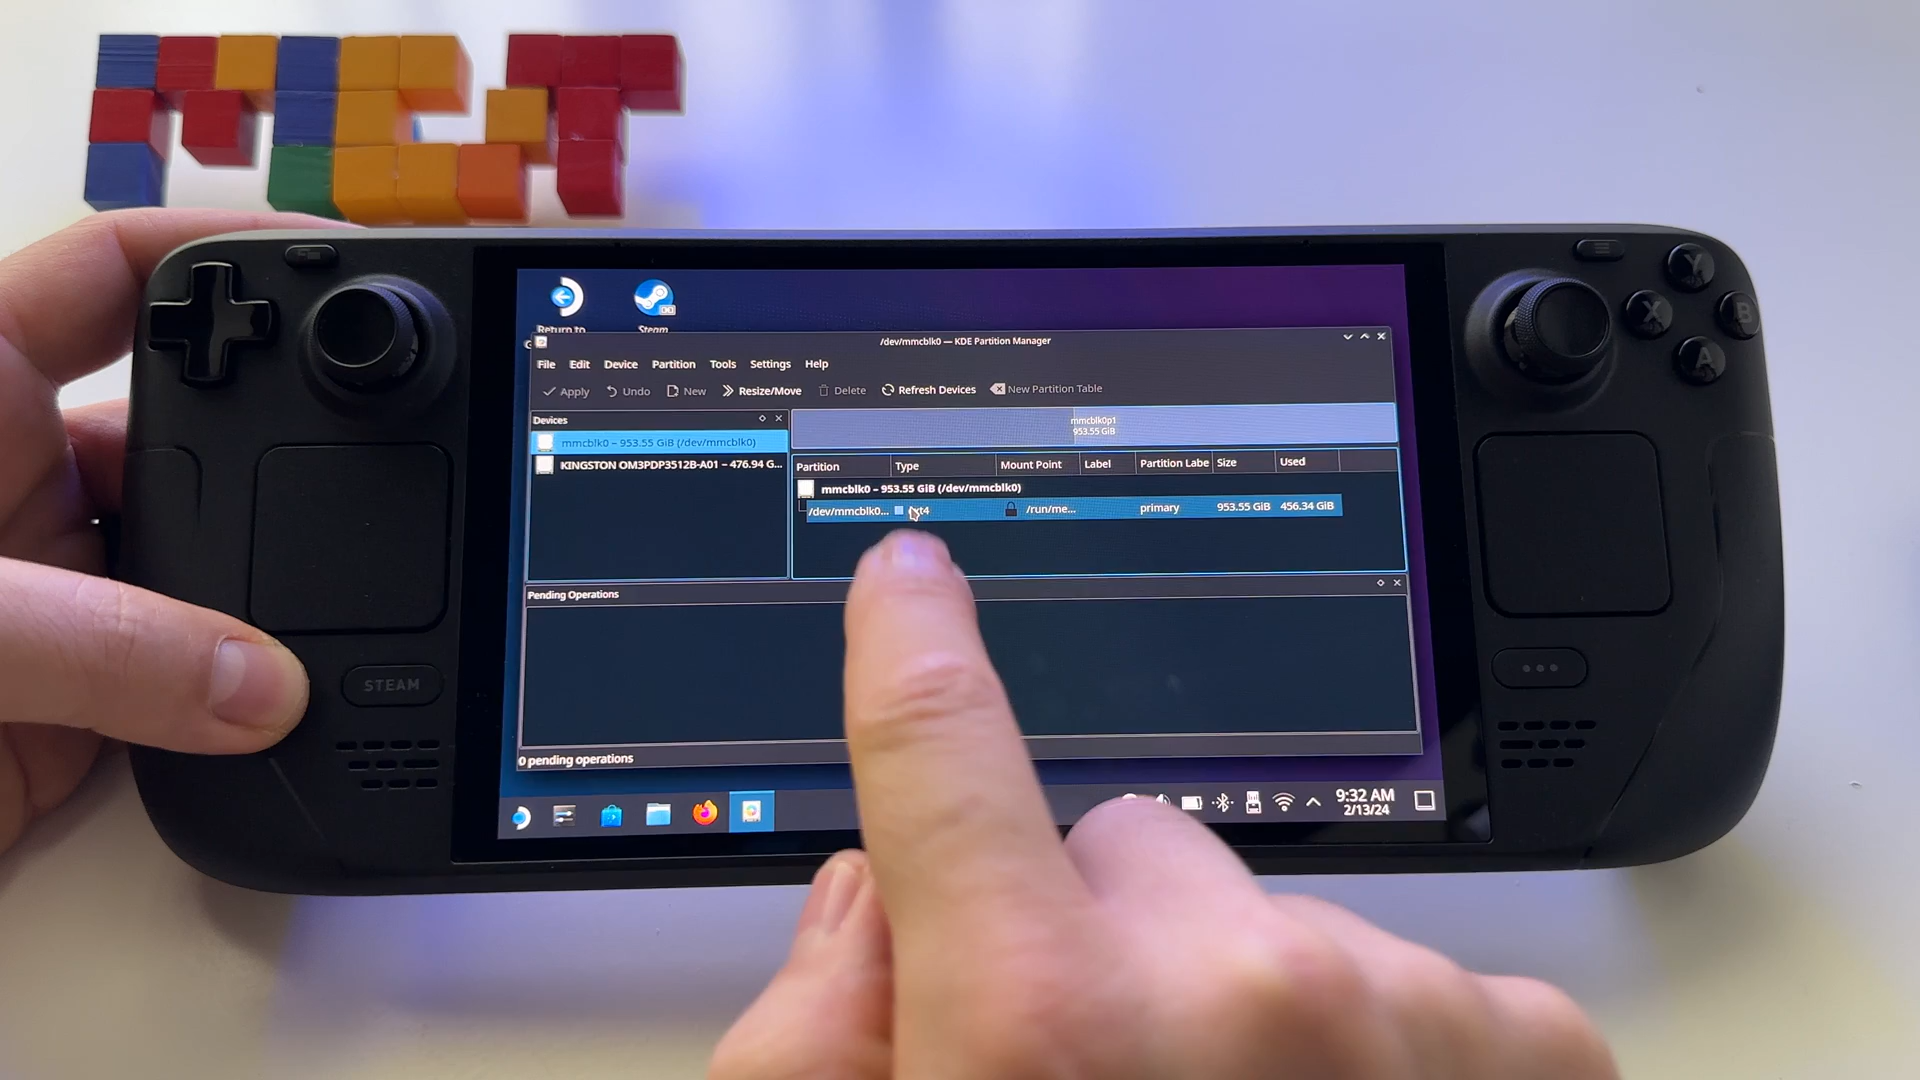 MGT
Y
X
B
A
STEAM
Return to
Steam
/dev/mmcblk0 — KDE Partition Manager
File Edit Device Partition Tools Settings Help
Apply Undo New Resize/Move Delete Refresh Devices New Partition Table
Devices
mmcblk0 – 953.55 GiB (/dev/mmcblk0)
KINGSTON OM3PDP3512B-A01 – 476.94 G...
mmcblk0p1
953.55 GiB
Partition Type Mount Point Label Partition Labe Size Used
mmcblk0 – 953.55 GiB (/dev/mmcblk0)
/dev/mmcblk0... ext4 /run/me... primary 953.55 GiB 456.34 GiB
Pending Operations
0 pending operations
9:32 AM
2/13/24